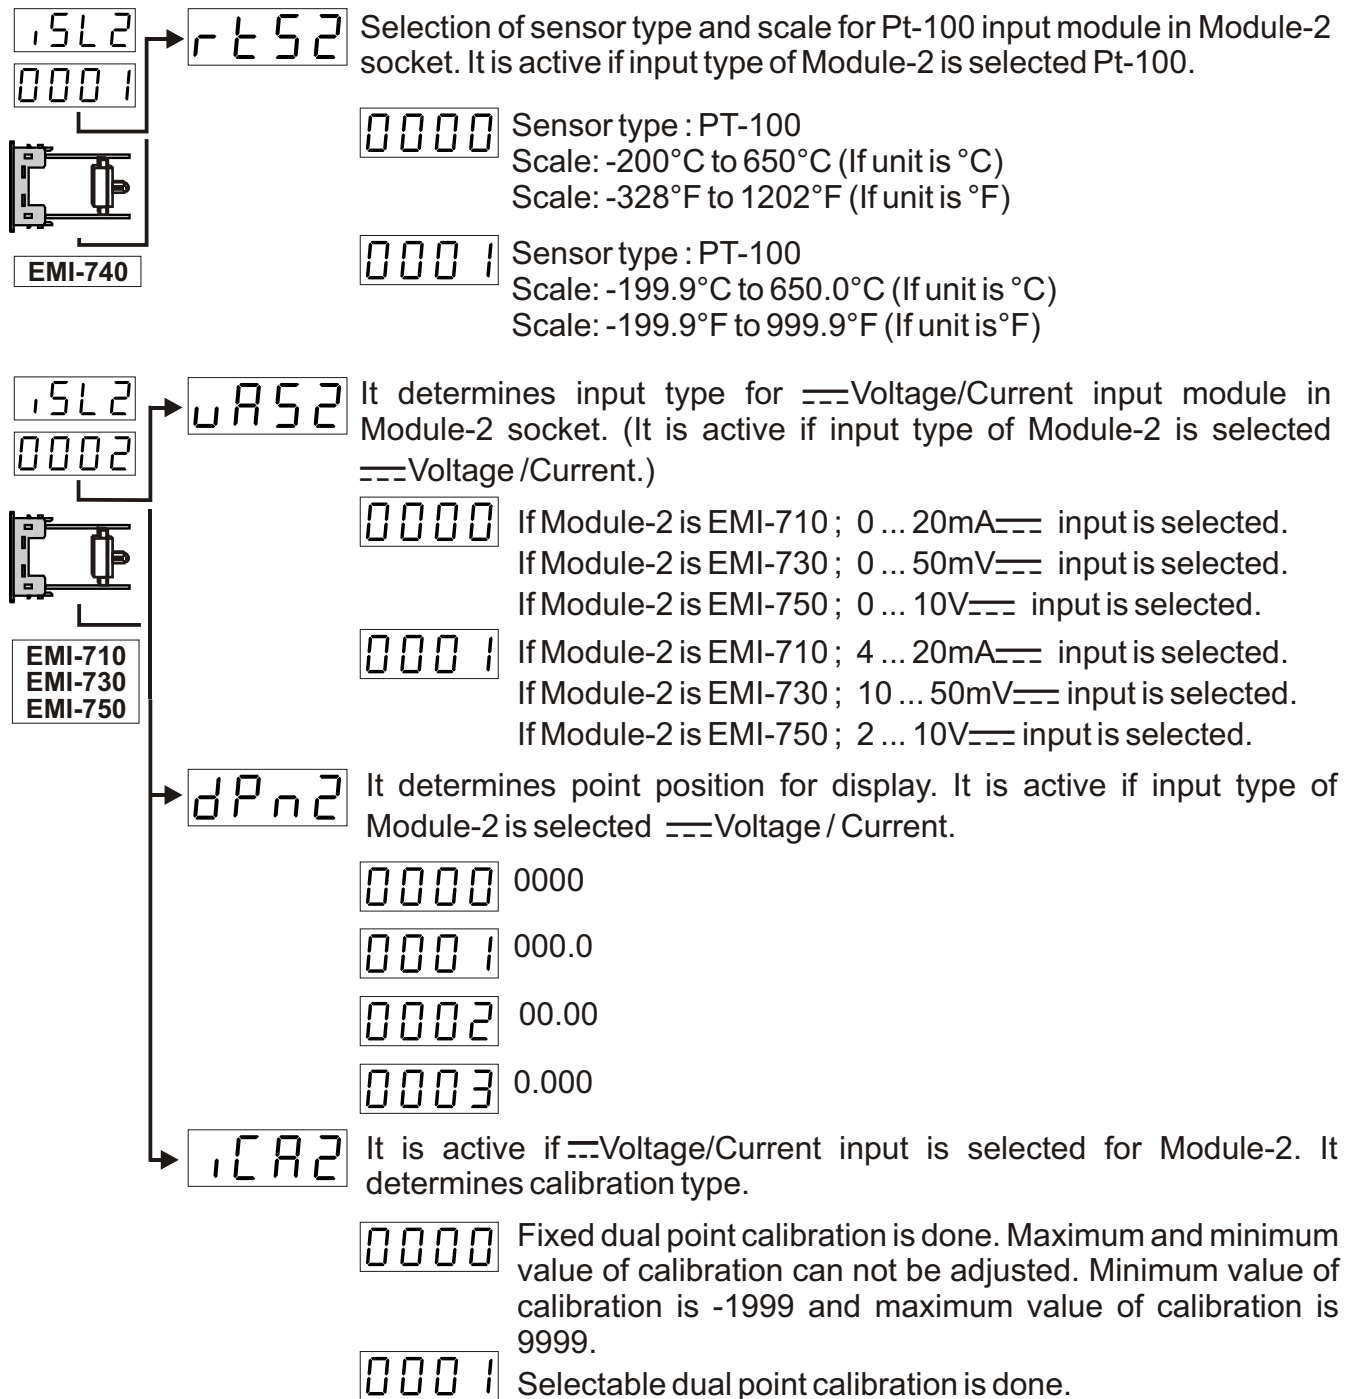 iSL2
rtS2
Selection of sensor type and scale for Pt-100 input module in Module-2
socket. It is active if input type of Module-2 is selected Pt-100.
0001
0000
Sensor type : PT-100
Scale: -200°C to 650°C (If unit is °C)
Scale: -328°F to 1202°F (If unit is °F)
EMI-740
0001
Sensor type : PT-100
Scale: -199.9°C to 650.0°C (If unit is °C)
Scale: -199.9°F to 999.9°F (If unit is°F)
iSL2
uAS2
It determines input type for ⎓Voltage/Current input module in
Module-2 socket. (It is active if input type of Module-2 is selected
⎓Voltage /Current.)
0002
0000
If Module-2 is EMI-710 ; 0 ... 20mA⎓ input is selected.
If Module-2 is EMI-730 ; 0 ... 50mV⎓ input is selected.
If Module-2 is EMI-750 ; 0 ... 10V⎓ input is selected.
EMI-710
EMI-730
EMI-750
0001
If Module-2 is EMI-710 ; 4 ... 20mA⎓ input is selected.
If Module-2 is EMI-730 ; 10 ... 50mV⎓ input is selected.
If Module-2 is EMI-750 ; 2 ... 10V⎓ input is selected.
dPn2
It determines point position for display. It is active if input type of
Module-2 is selected ⎓Voltage / Current.
0000 0000
0001 000.0
0002 00.00
0003 0.000
iCA2
It is active if ⎓Voltage/Current input is selected for Module-2. It
determines calibration type.
0000
Fixed dual point calibration is done. Maximum and minimum
value of calibration can not be adjusted. Minimum value of
calibration is -1999 and maximum value of calibration is
9999.
0001 Selectable dual point calibration is done.